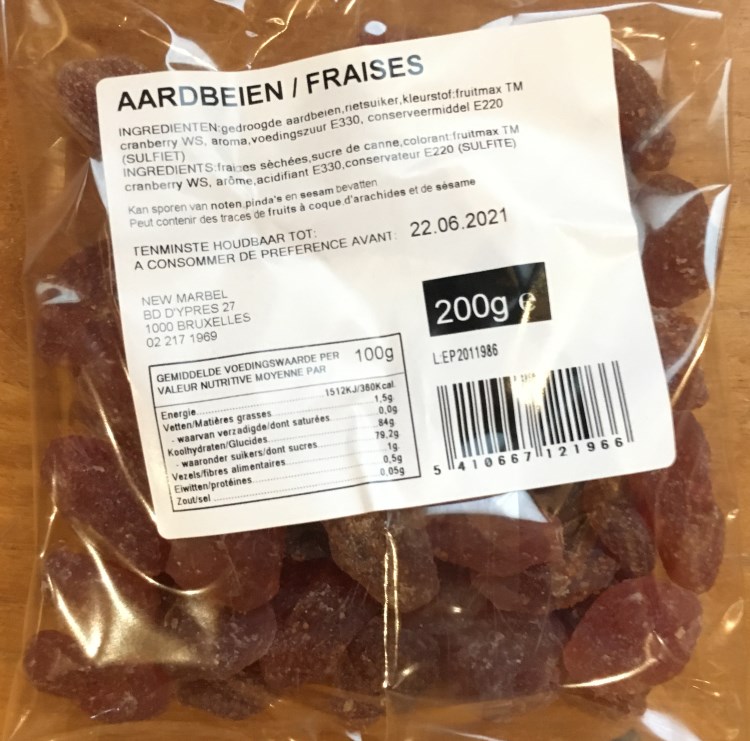 AARDBEIEN / FRAISES
INGREDIENTEN:gedroogde aardbeien,rietsuiker,kleurstof:fruitmax TM
cranberry WS, aroma,voedingszuur E330, conserveermiddel E220
(SULFIET)
INGREDIENTS:fraises sèchées,sucre de canne,colorant:fruitmax TM
cranberry WS, arôme,acidifiant E330,conservateur E220 (SULFITE)
Kan sporen van noten,pinda's en sesam bevatten
Peut contenir des traces de fruits à coque,d'arachides et de sésame
TENMINSTE HOUDBAAR TOT:
A CONSOMMER DE PREFERENCE AVANT: 22.06.2021
NEW MARBEL
BD D'YPRES 27
1000 BRUXELLES
02 217 1969
200g e
L:EP2011986
GEMIDDELDE VOEDINGSWAARDE PER 100g
VALEUR NUTRITIVE MOYENNE PAR
Energie 1512KJ/360Kcal
Vetten/Matières grasses 1,5g
- waarvan verzadigde/dont saturées 0,0g
Koolhydraten/Glucides 84g
- waaronder suikers/dont sucres 79,2g
Vezels/fibres alimentaires 1g
Eiwitten/protéines 0,5g
Zout/sel 0,05g
5 410667 121966